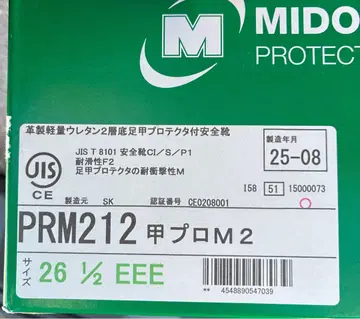 M
MIDO
PROTECT
革製軽量ウレタン2層底足甲プロテクタ付安全靴
JIS
CE
JIS T 8101 安全靴CI/S/P1
耐滑性F2
足甲プロテクタの耐衝撃性M
製造年月
25-08
I58 51 15000073
製造元 SK 認証番号 CE0208001
PRM212 甲プロM2
サイズ
26 ½ EEE
** 4548890547039